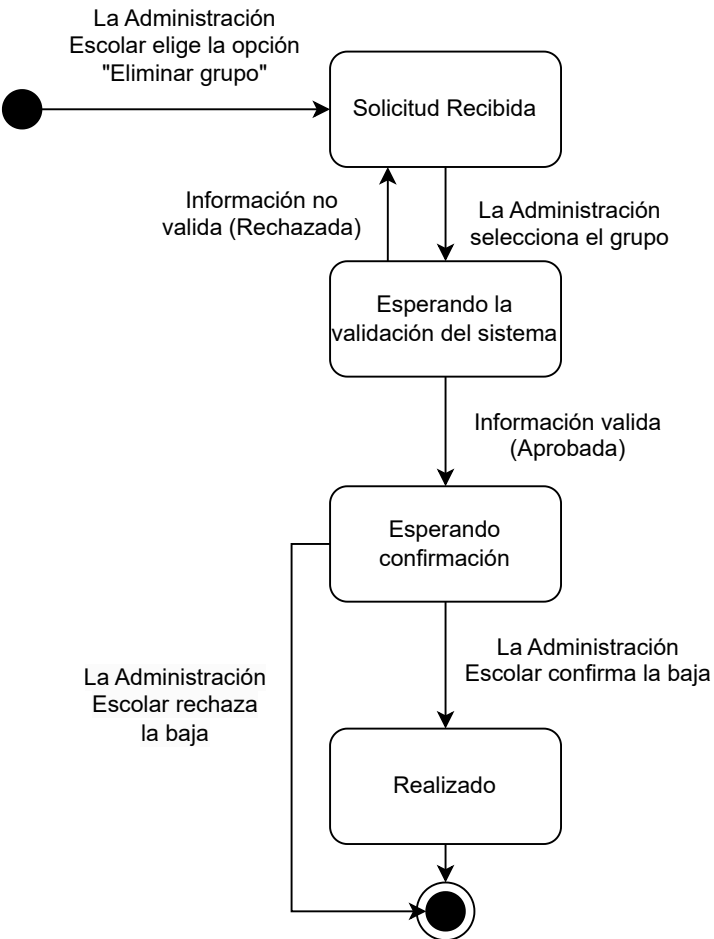 La Administración
Escolar elige la opción
"Eliminar grupo"
Solicitud Recibida
Información no
valida (Rechazada)
La Administración
selecciona el grupo
Esperando la
validación del sistema
Información valida
(Aprobada)
Esperando
confirmación
La Administración
Escolar confirma la baja
La Administración
Escolar rechaza
la baja
Realizado